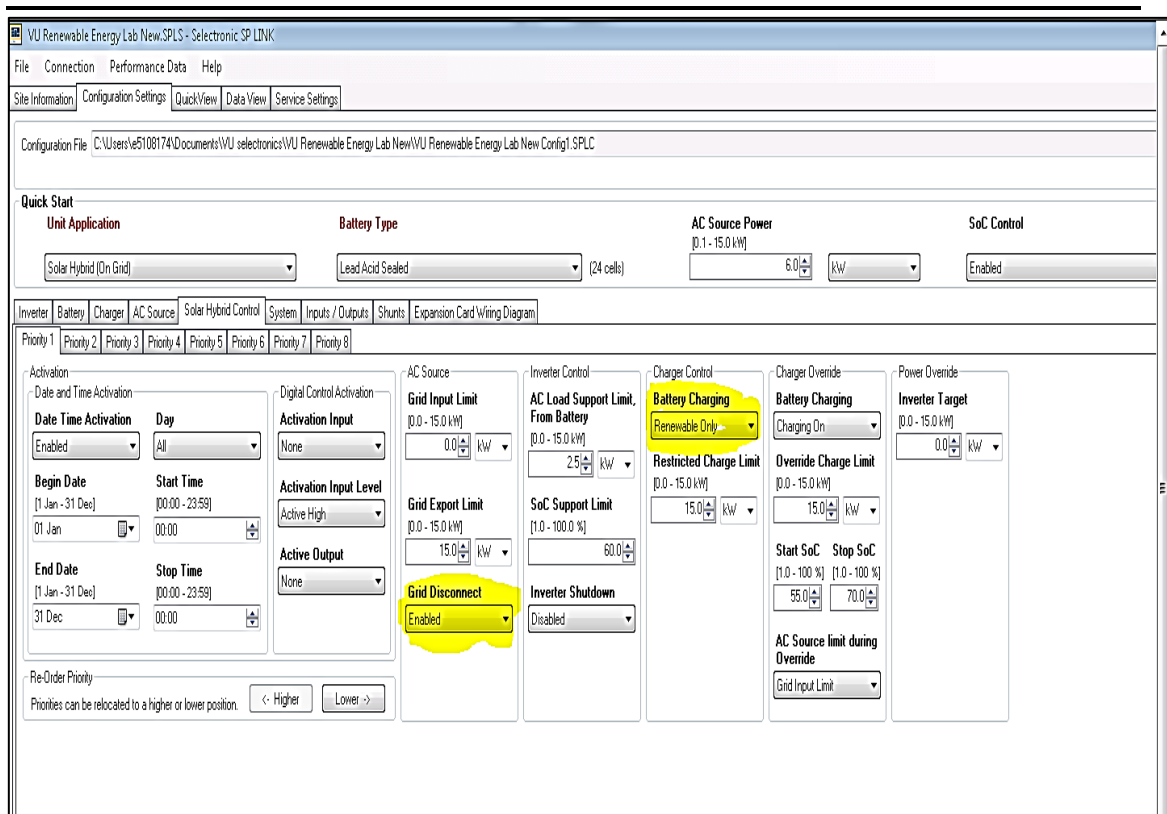 VU Renewable Energy Lab New.SPLS - Selectronic SP LINK
File Connection Performance Data Help
Site Information Configuration Settings QuickView Data View Service Settings
Configuration File C:\Users\e5108174\Documents\VU selectronics\VU Renewable Energy Lab New\VU Renewable Energy Lab New Config1.SPLC
Quick Start
Unit Application Battery Type AC Source Power SoC Control
[0.1 - 15.0 kW]
Solar Hybrid (On Grid) Lead Acid Sealed (24 cells) 6.0 kW Enabled
Inverter Battery Charger AC Source Solar Hybrid Control System Inputs / Outputs Shunts Expansion Card Wiring Diagram
Priority 1 Priority 2 Priority 3 Priority 4 Priority 5 Priority 6 Priority 7 Priority 8
Activation
Date and Time Activation
Date Time Activation Day
Enabled All
Begin Date Start Time
[1 Jan - 31 Dec] [00:00 - 23:59]
01 Jan 00:00
End Date Stop Time
[1 Jan - 31 Dec] [00:00 - 23:59]
31 Dec 00:00
Digital Control Activation
Activation Input
None
Activation Input Level
Active High
Active Output
None
Re-Order Priority
Priorities can be relocated to a higher or lower position. <- Higher Lower ->
AC Source
Grid Input Limit
[0.0 - 15.0 kW]
0.0 kW
Grid Export Limit
[0.0 - 15.0 kW]
15.0 kW
Grid Disconnect
Enabled
Inverter Control
AC Load Support Limit,
From Battery
[0.0 - 15.0 kW]
2.5 kW
SoC Support Limit
[1.0 - 100.0 %]
60.0
Inverter Shutdown
Disabled
Charger Control
Battery Charging
Renewable Only
Restricted Charge Limit
[0.0 - 15.0 kW]
15.0 kW
Charger Override
Battery Charging
Charging On
Override Charge Limit
[0.0 - 15.0 kW]
15.0 kW
Start SoC Stop SoC
[1.0 - 100 %] [1.0 - 100 %]
55.0 70.0
AC Source limit during
Override
Grid Input Limit
Power Override
Inverter Target
[0.0 - 15.0 kW]
0.0 kW